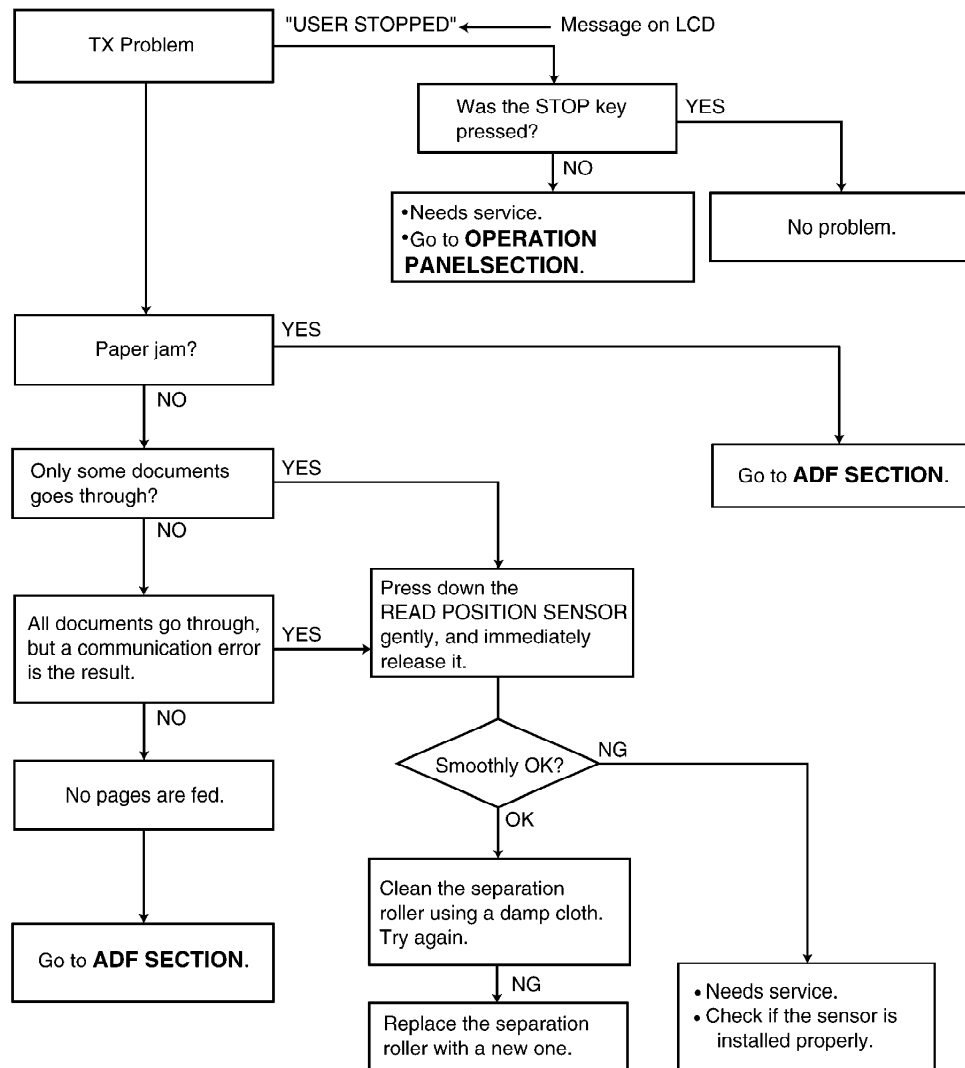 "USER STOPPED"
Message on LCD
TX Problem
Was the STOP key
pressed?
YES
NO
•Needs service.
•Go to OPERATION
PANELSECTION.
No problem.
Paper jam?
YES
NO
Go to ADF SECTION.
Only some documents
goes through?
YES
NO
All documents go through,
but a communication error
is the result.
YES
NO
Press down the
READ POSITION SENSOR
gently, and immediately
release it.
Smoothly OK?
NG
OK
No pages are fed.
Go to ADF SECTION.
Clean the separation
roller using a damp cloth.
Try again.
NG
Replace the separation
roller with a new one.
• Needs service.
• Check if the sensor is
installed properly.